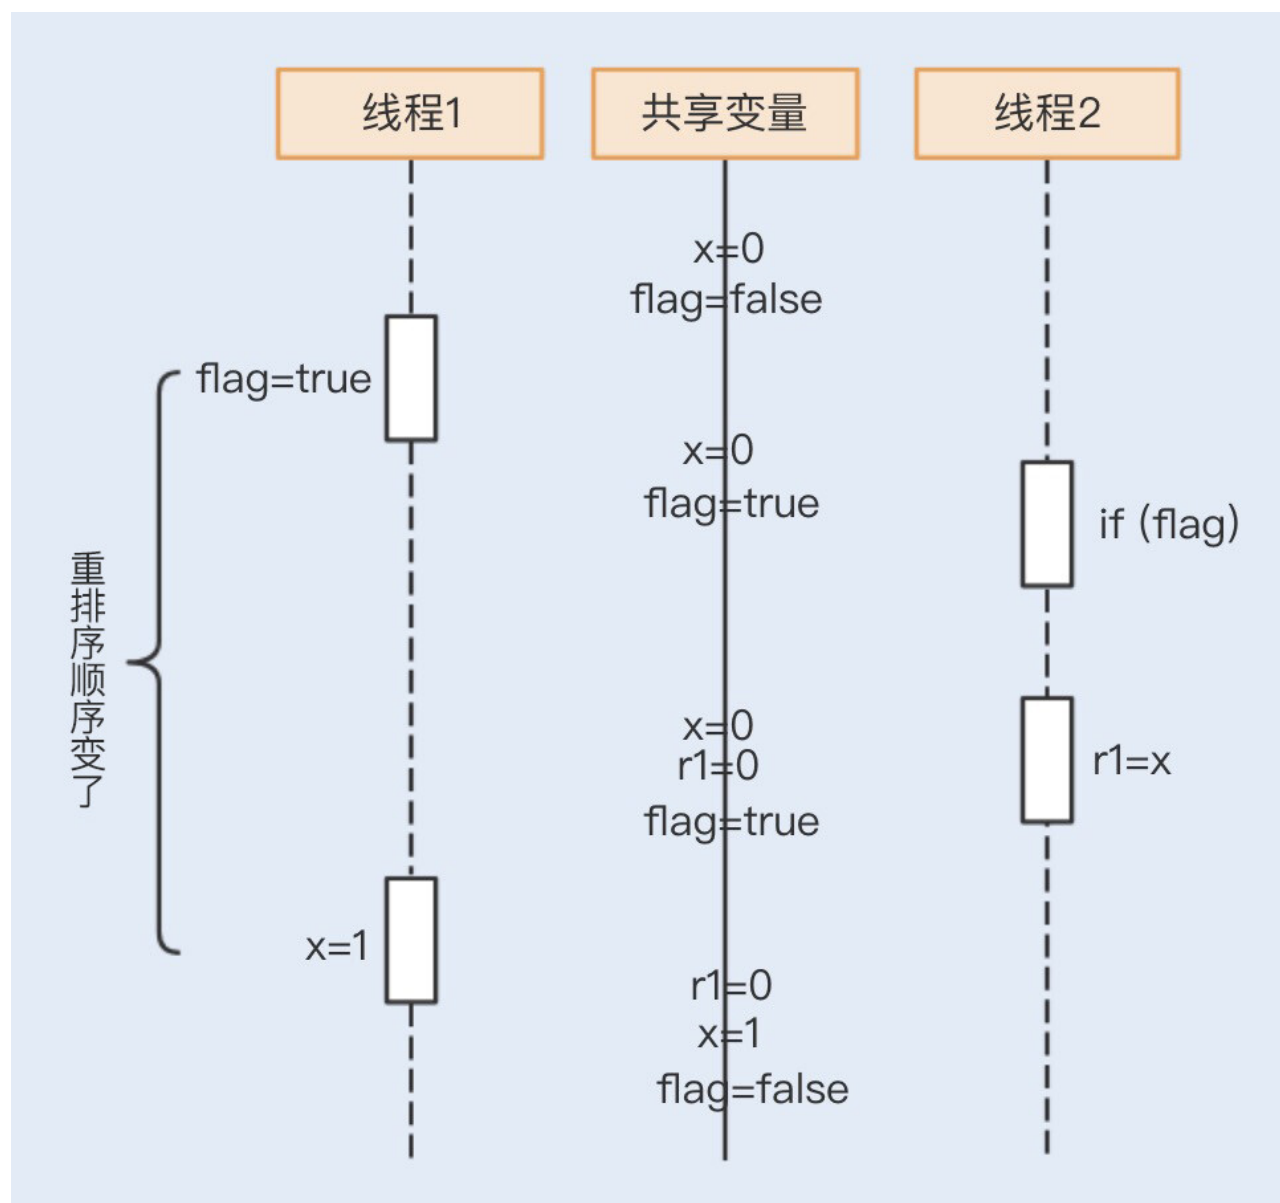 线程1
共享变量
线程2
x=0
flag=false
flag=true
x=0
flag=true
if (flag)
重排序顺序变了
x=0
r1=0
flag=true
r1=x
x=1
r1=0
x=1
flag=false